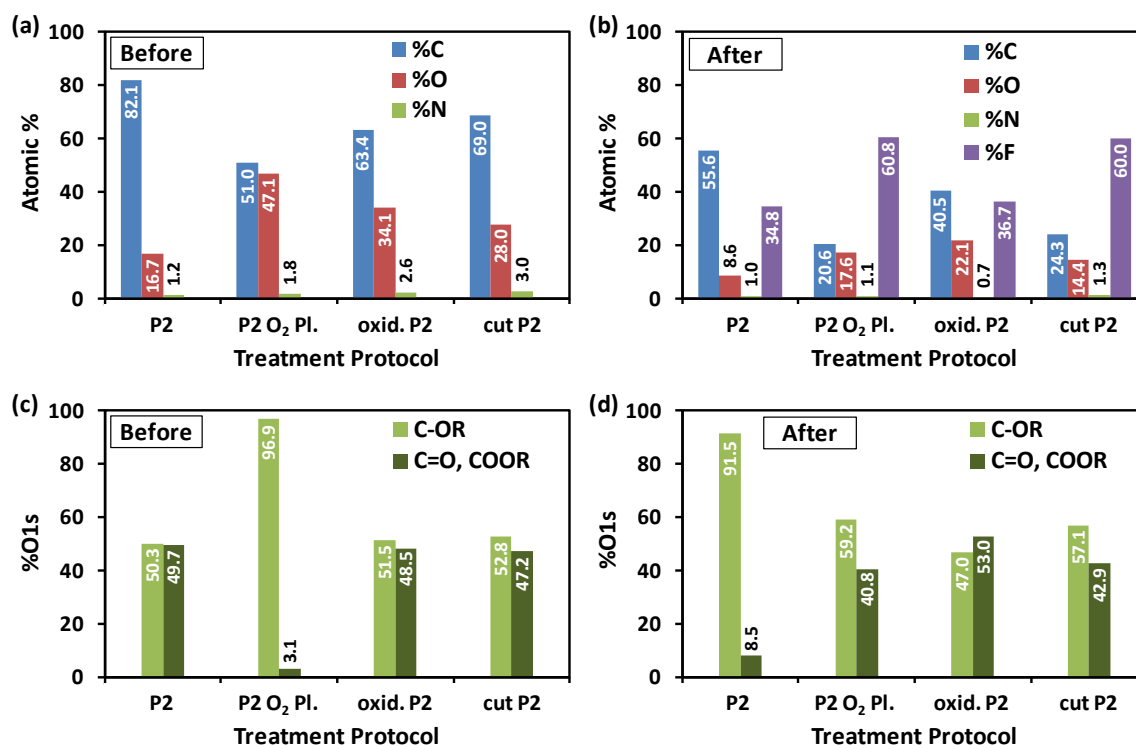 (a)
Before
%C
%O
%N
Atomic %
100
80
60
40
20
0
82.1
16.7
1.2
51.0
47.1
1.8
63.4
34.1
2.6
69.0
28.0
3.0
P2
P2 O₂ Pl.
oxid. P2
cut P2
Treatment Protocol
(b)
After
%C
%O
%N
%F
Atomic %
100
80
60
40
20
0
55.6
8.6
1.0
34.8
20.6
17.6
1.1
60.8
40.5
22.1
0.7
36.7
24.3
14.4
1.3
60.0
P2
P2 O₂ Pl.
oxid. P2
cut P2
Treatment Protocol
(c)
Before
C-OR
C=O, COOR
%O1s
100
80
60
40
20
0
50.3
49.7
96.9
3.1
51.5
48.5
52.8
47.2
P2
P2 O₂ Pl.
oxid. P2
cut P2
Treatment Protocol
(d)
After
C-OR
C=O, COOR
%O1s
100
80
60
40
20
0
91.5
8.5
59.2
40.8
47.0
53.0
57.1
42.9
P2
P2 O₂ Pl.
oxid. P2
cut P2
Treatment Protocol